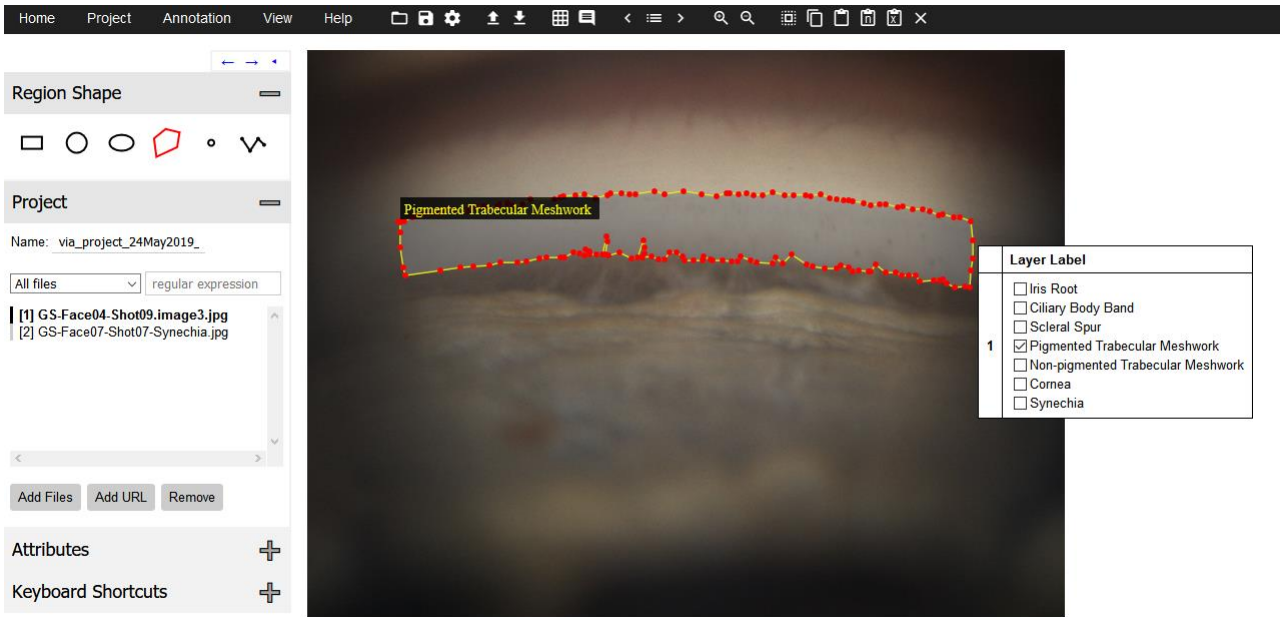 Home Project Annotation View Help
Region Shape
Project
Name: via_project_24May2019_
All files regular expression
[1] GS-Face04-Shot09.image3.jpg
[2] GS-Face07-Shot07-Synechia.jpg
Add Files Add URL Remove
Attributes
Keyboard Shortcuts
Pigmented Trabecular Meshwork
Layer Label
1
Iris Root
Ciliary Body Band
Scleral Spur
Pigmented Trabecular Meshwork
Non-pigmented Trabecular Meshwork
Cornea
Synechia